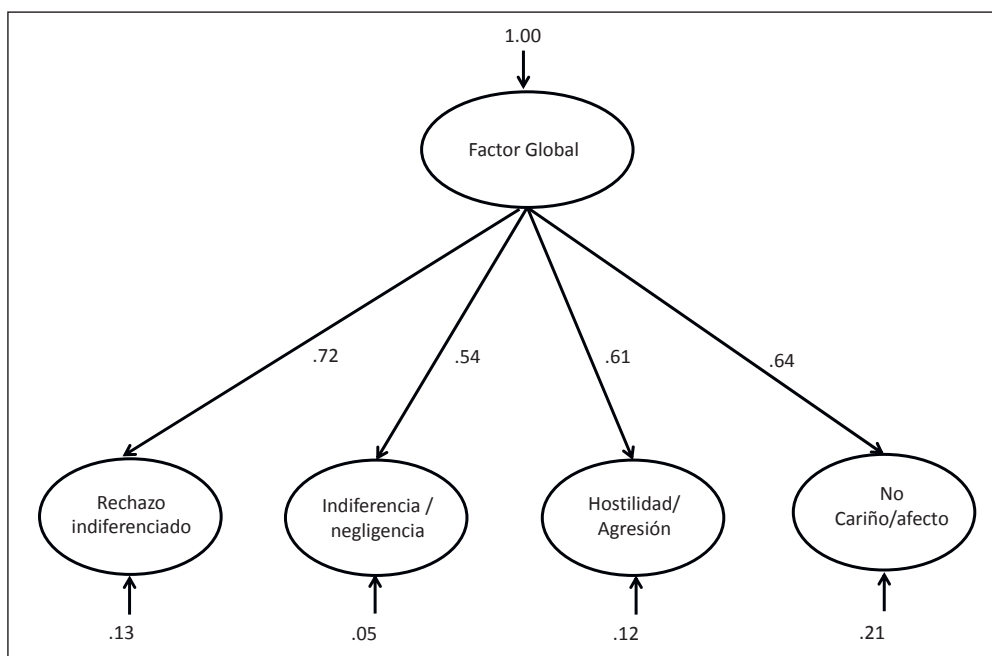 1.00
Factor Global
.72
.54
.61
.64
Rechazo
indiferenciado
Indiferencia /
negligencia
Hostilidad/
Agresión
No
Cariño/afecto
.13
.05
.12
.21